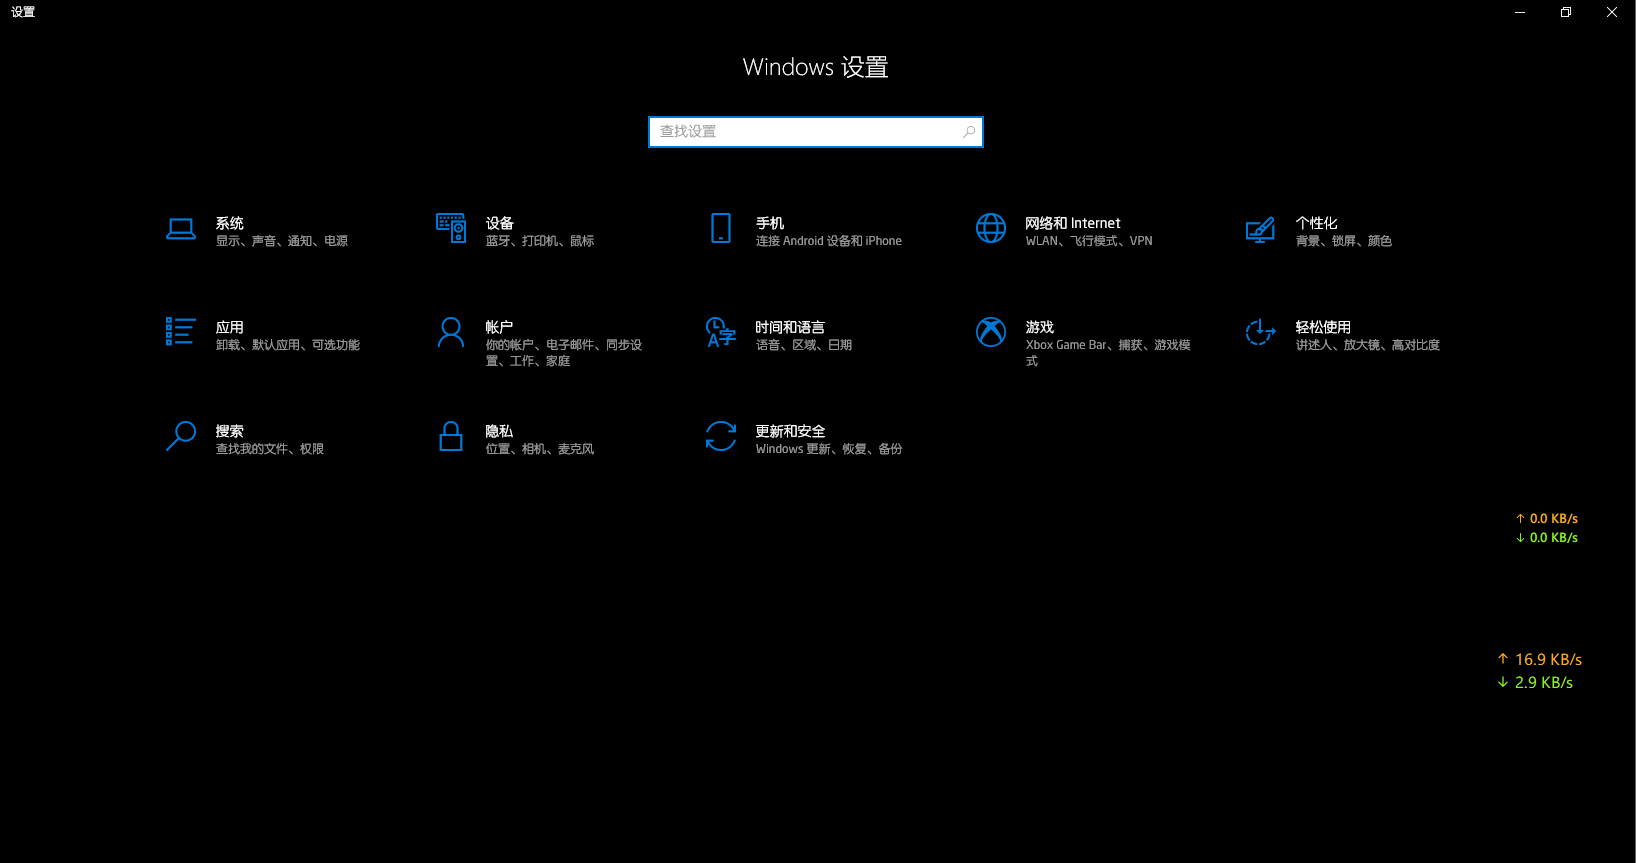 设置
Windows 设置
查找设置
系统
显示、声音、通知、电源
设备
蓝牙、打印机、鼠标
手机
连接 Android 设备和 iPhone
网络和 Internet
WLAN、飞行模式、VPN
个性化
背景、锁屏、颜色
应用
卸载、默认应用、可选功能
帐户
你的帐户、电子邮件、同步设
置、工作、家庭
时间和语言
语音、区域、日期
游戏
Xbox Game Bar、捕获、游戏模
式
轻松使用
讲述人、放大镜、高对比度
搜索
查找我的文件、权限
隐私
位置、相机、麦克风
更新和安全
Windows 更新、恢复、备份
↑ 0.0 KB/s
↓ 0.0 KB/s
↑ 16.9 KB/s
↓ 2.9 KB/s